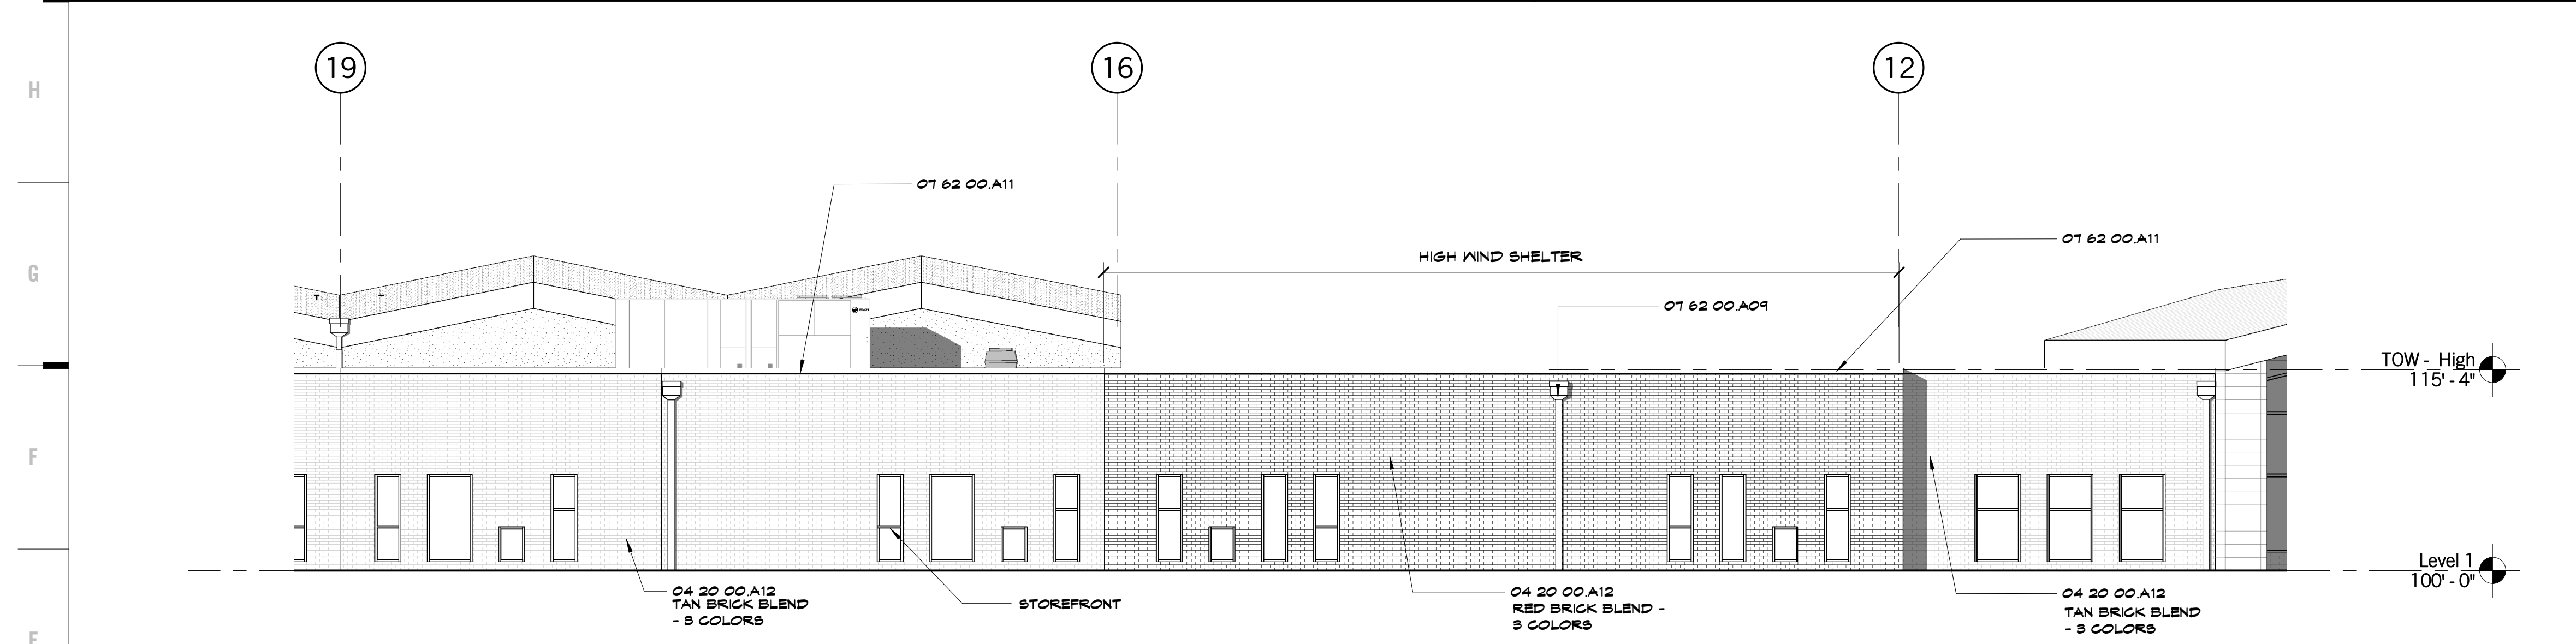 19
16
12
H
07 62 00.A11
07 62 00.A11
G
HIGH WIND SHELTER
07 62 00.A09
TOW - High
115' - 4"
F
Level 1
100' - 0"
04 20 00.A12
TAN BRICK BLEND
- 3 COLORS
STOREFRONT
04 20 00.A12
RED BRICK BLEND -
3 COLORS
04 20 00.A12
TAN BRICK BLEND
- 3 COLORS
E